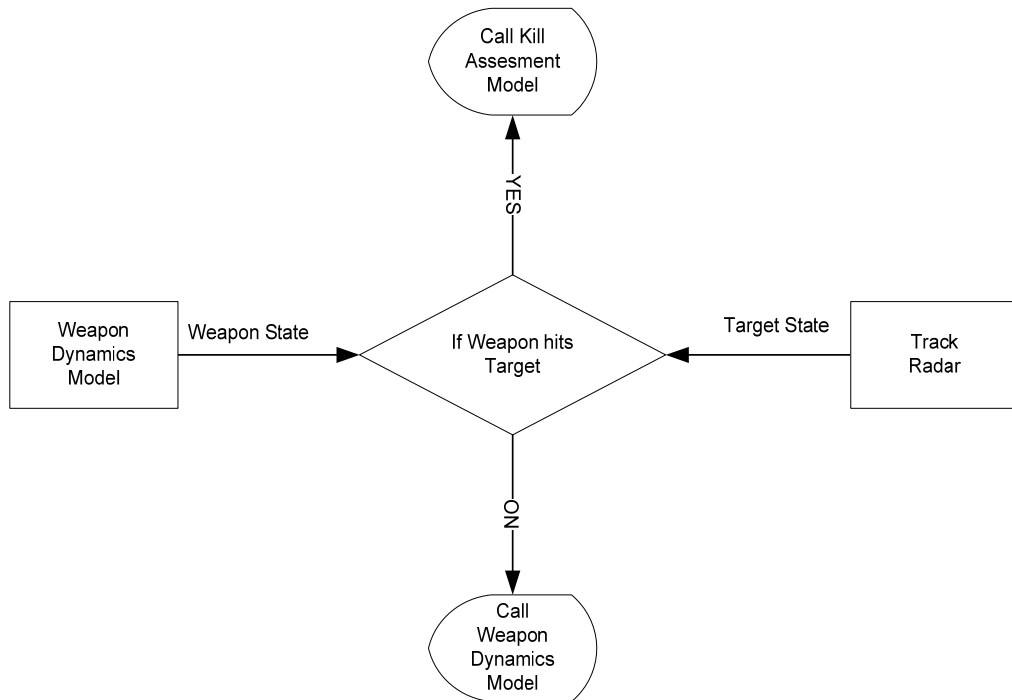 Call Kill
Assesment
Model
YES
Weapon
Dynamics
Model
Weapon State
If Weapon hits
Target
Target State
Track
Radar
NO
Call
Weapon
Dynamics
Model